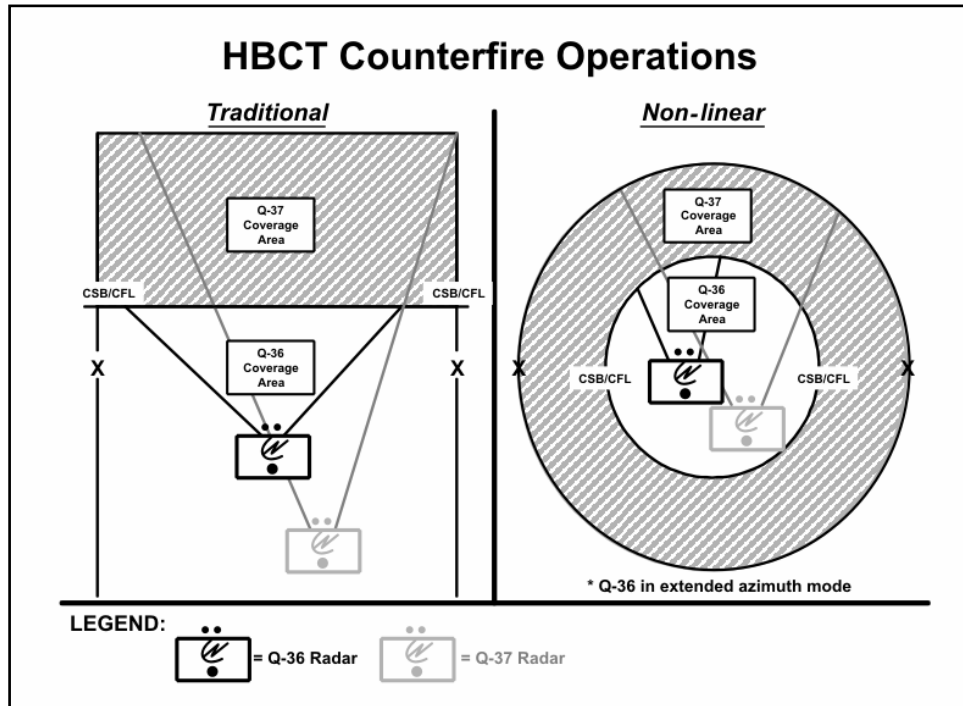 HBCT Counterfire Operations
Traditional
Q-37
Coverage
Area
CSB/CFL
CSB/CFL
Q-36
Coverage
Area
X
X
Non-linear
Q-37
Coverage
Area
Q-36
Coverage
Area
X
X
CSB/CFL
CSB/CFL
* Q-36 in extended azimuth mode
LEGEND:
= Q-36 Radar
= Q-37 Radar